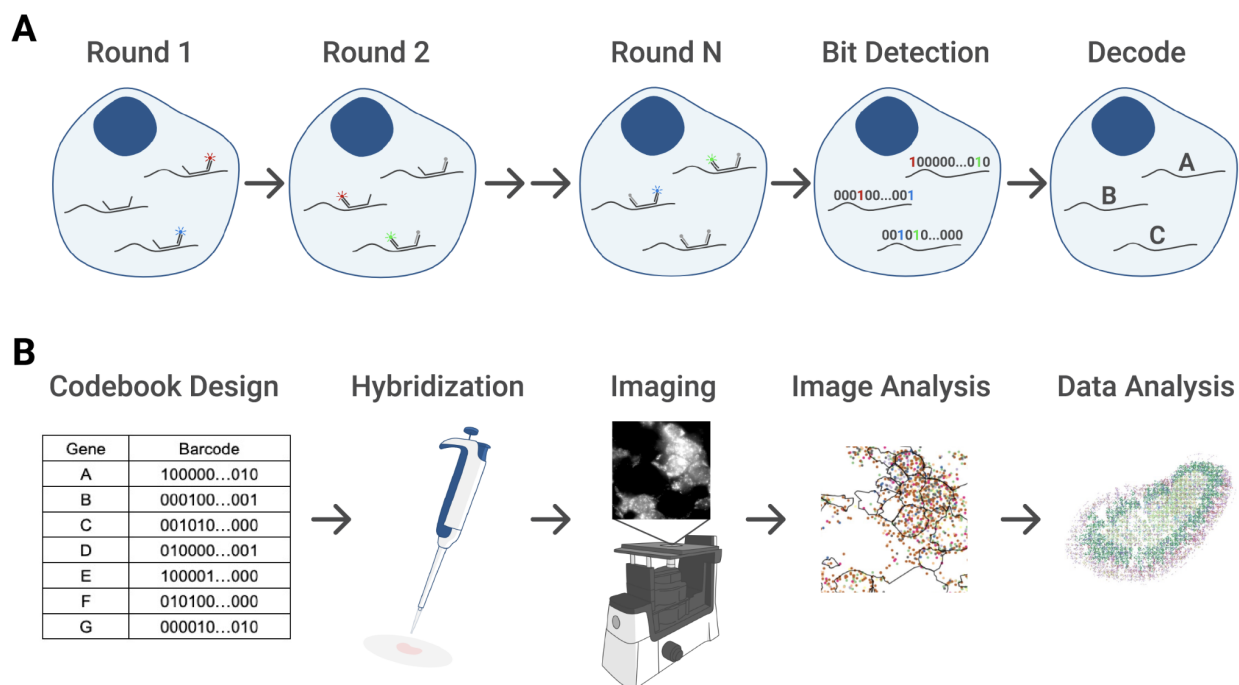 A
Round 1 Round 2 Round N Bit Detection Decode
100000...010
000100...001
001010...000
A
B
C
B
Codebook Design Hybridization Imaging Image Analysis Data Analysis
Gene Barcode
A 100000...010
B 000100...001
C 001010...000
D 010000...001
E 100001...000
F 010100...000
G 000010...010